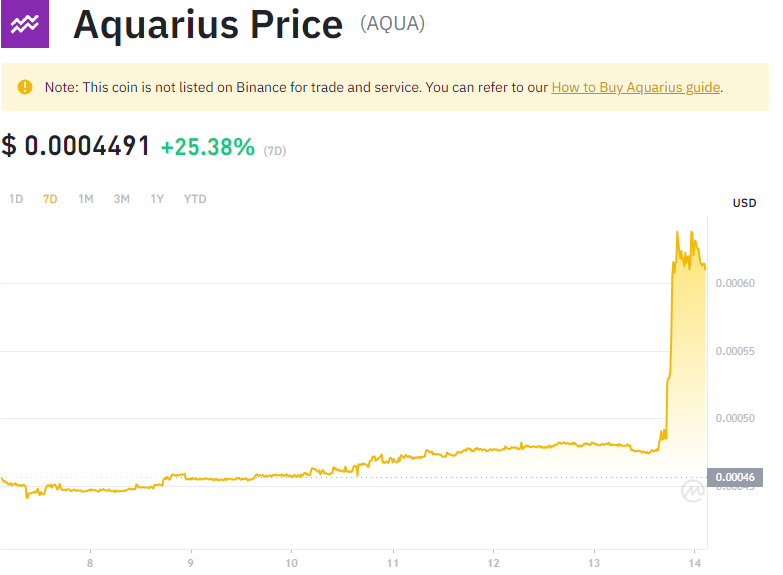 Aquarius Price (AQUA)
Note: This coin is not listed on Binance for trade and service. You can refer to our How to Buy Aquarius guide.
$ 0.0004491 +25.38% (7D)
1D 7D 1M 3M 1Y YTD
USD
0.00060
0.00055
0.00050
0.00046
8 9 10 11 12 13 14